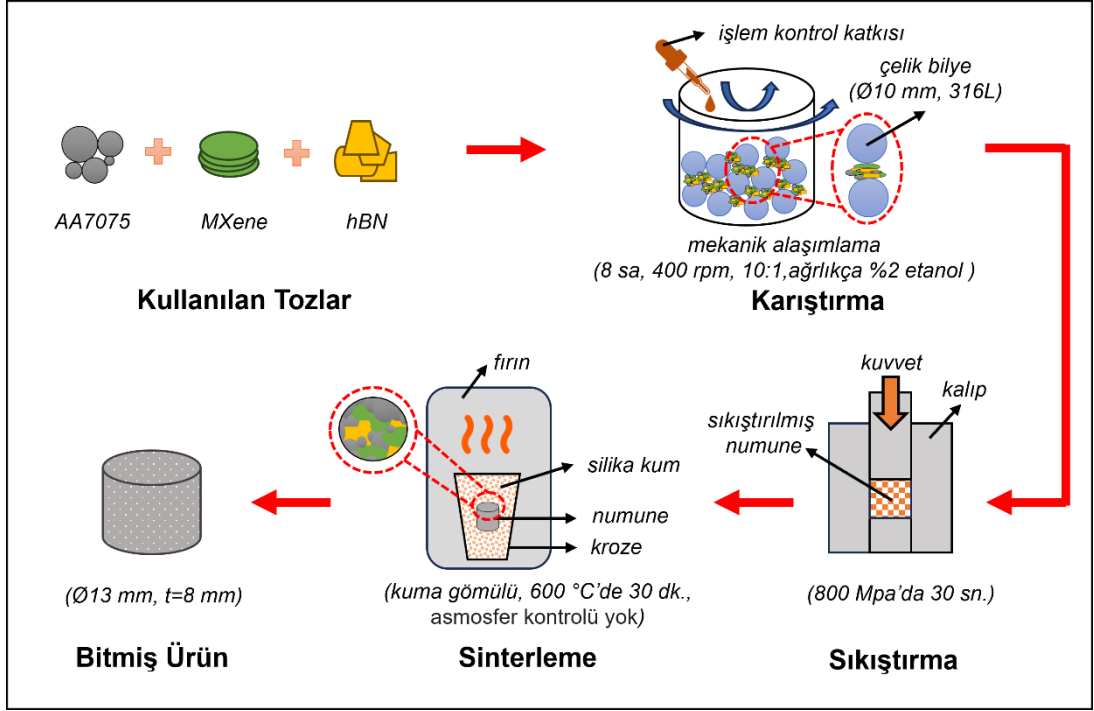 AA7075
MXene
hBN
Kullanılan Tozlar
işlem kontrol katkısı
çelik bilye
(Ø10 mm, 316L)
mekanik alaşımlama
(8 sa, 400 rpm, 10:1,ağrlıkça %2 etanol )
Karıştırma
kuvvet
kalıp
sıkıştırılmış
numune
(800 Mpa’da 30 sn.)
Sıkıştırma
fırın
silika kum
numune
kroze
(kuma gömülü, 600 °C’de 30 dk.,
asmosfer kontrolü yok)
Sinterleme
(Ø13 mm, t=8 mm)
Bitmiş Ürün